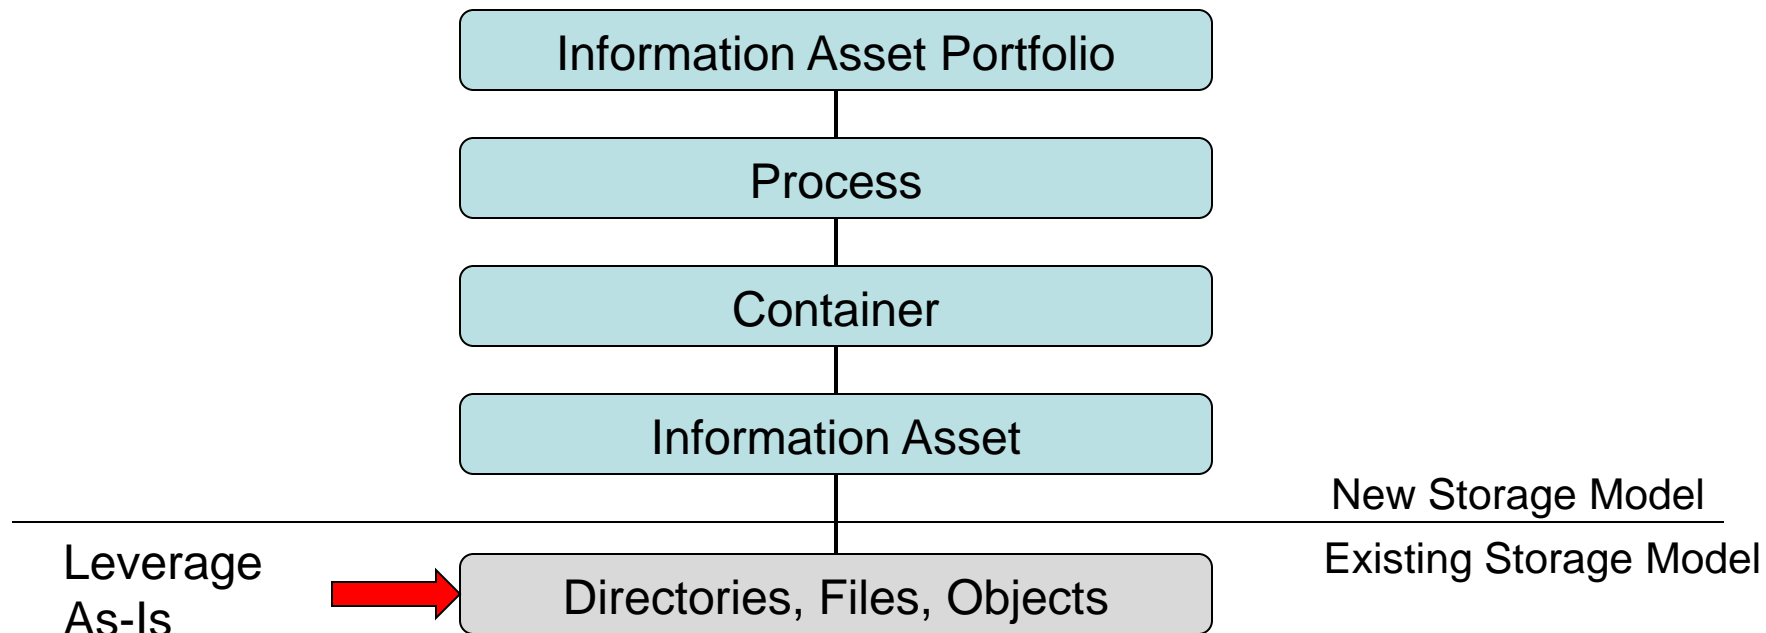 Information Asset Portfolio
Process
Container
Information Asset
New Storage Model
Existing Storage Model
Leverage
As-Is
Directories, Files, Objects